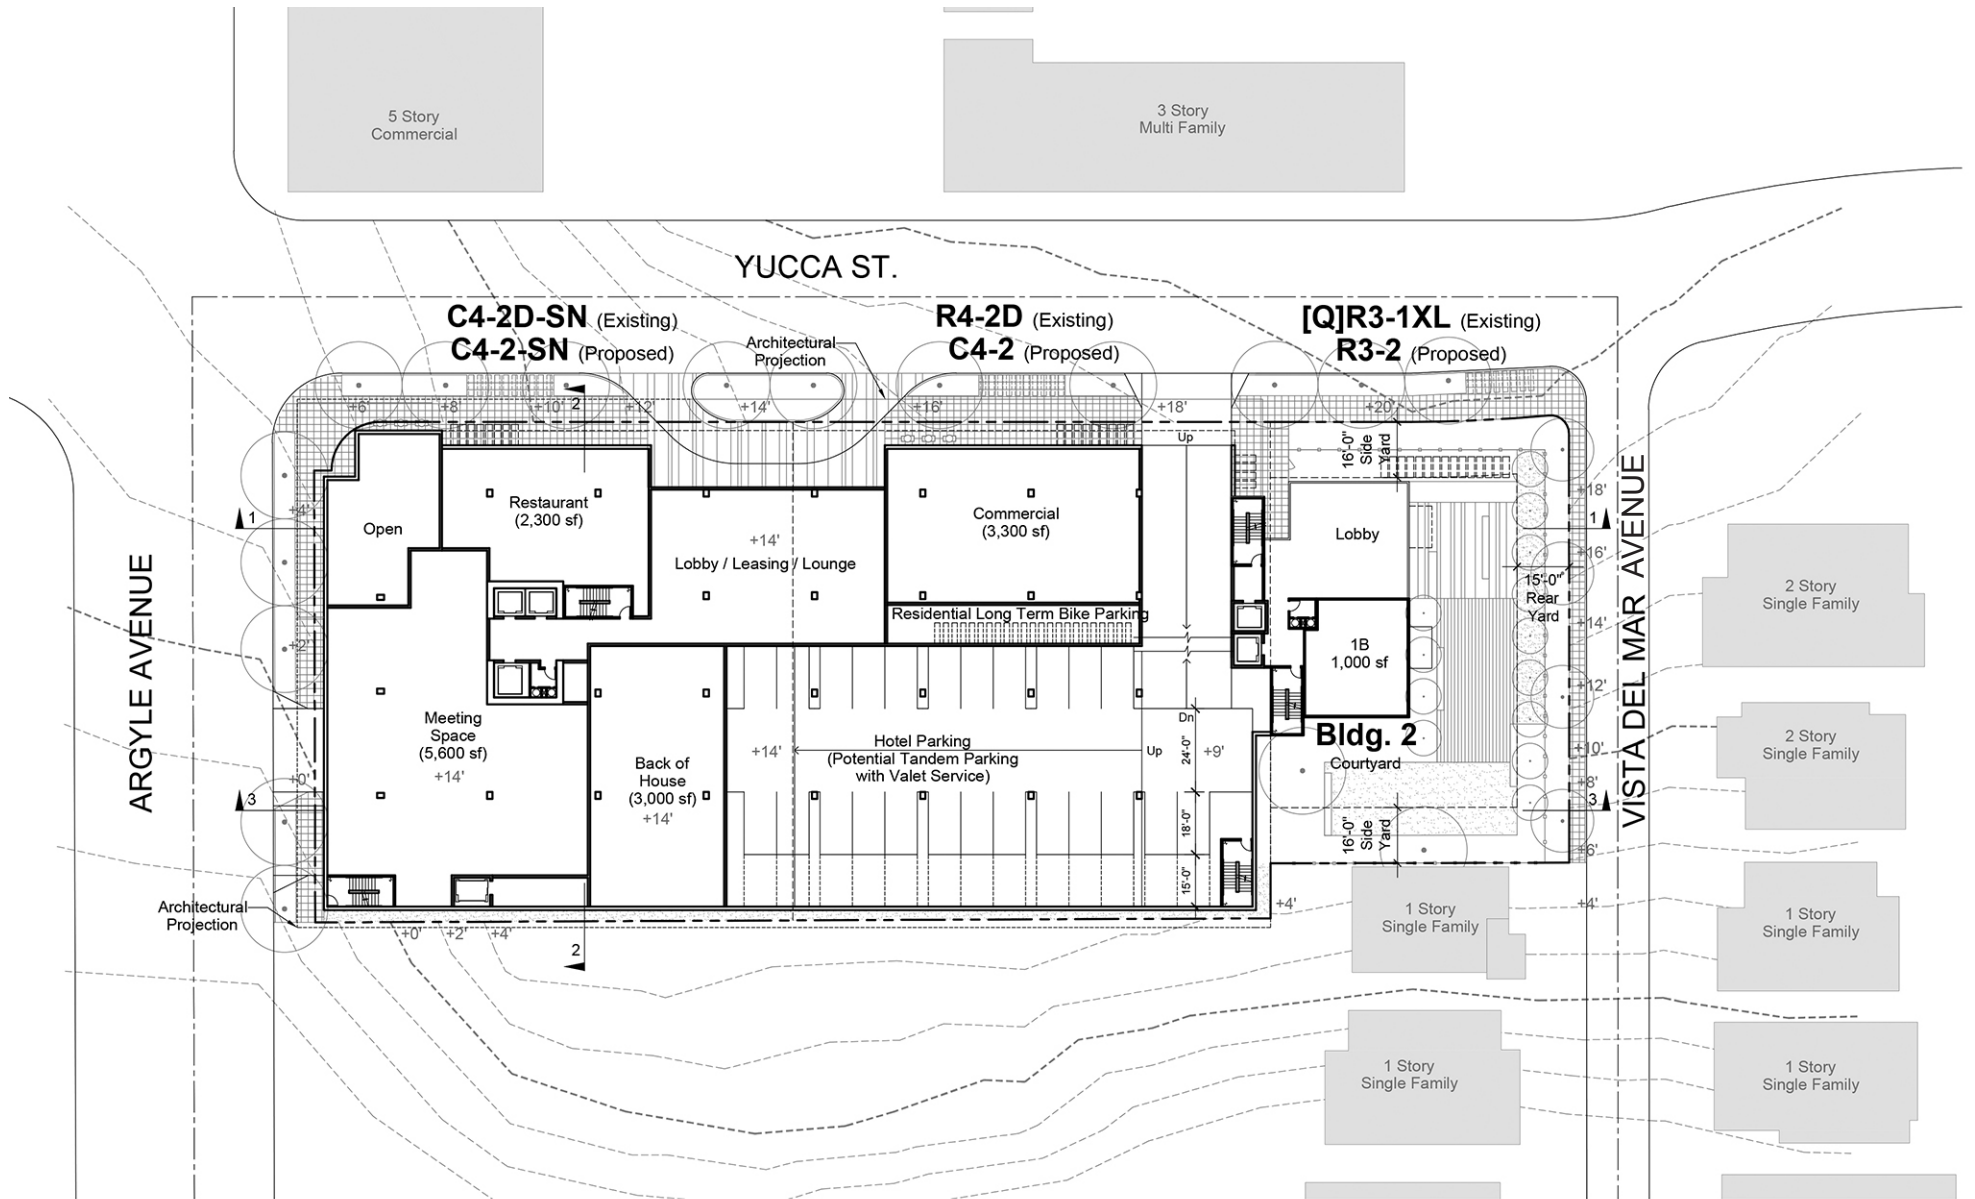 5 Story
Commercial
3 Story
Multi Family
YUCCA ST.
C4-2D-SN (Existing)
C4-2-SN (Proposed)
Architectural
Projection
R4-2D (Existing)
C4-2 (Proposed)
[Q]R3-1XL (Existing)
R3-2 (Proposed)
+6'
+8'
+10'
2
+12'
+14'
+16'
+18'
+20'
Up
16'-0"
Side
Yard
+18'
+4'
1
Open
Restaurant
(2,300 sf)
+14'
Lobby / Leasing / Lounge
Commercial
(3,300 sf)
Lobby
1
+16'
15'-0"
Rear
Yard
+14'
2 Story
Single Family
Residential Long Term Bike Parking
+2'
1B
1,000 sf
+12'
ARGYLE AVENUE
VISTA DEL MAR AVENUE
Meeting
Space
(5,600 sf)
+14'
+0'
3
Back of
House
(3,000 sf)
+14'
+14'
Hotel Parking
(Potential Tandem Parking
with Valet Service)
Up
Dn
24'-0"
+9'
18'-0"
15'-0"
Bldg. 2
Courtyard
+10'
+8'
3
2 Story
Single Family
16'-0"
Side
Yard
+6'
Architectural
Projection
+0'
+2'
+4'
2
+4'
1 Story
Single Family
+4'
1 Story
Single Family
1 Story
Single Family
1 Story
Single Family